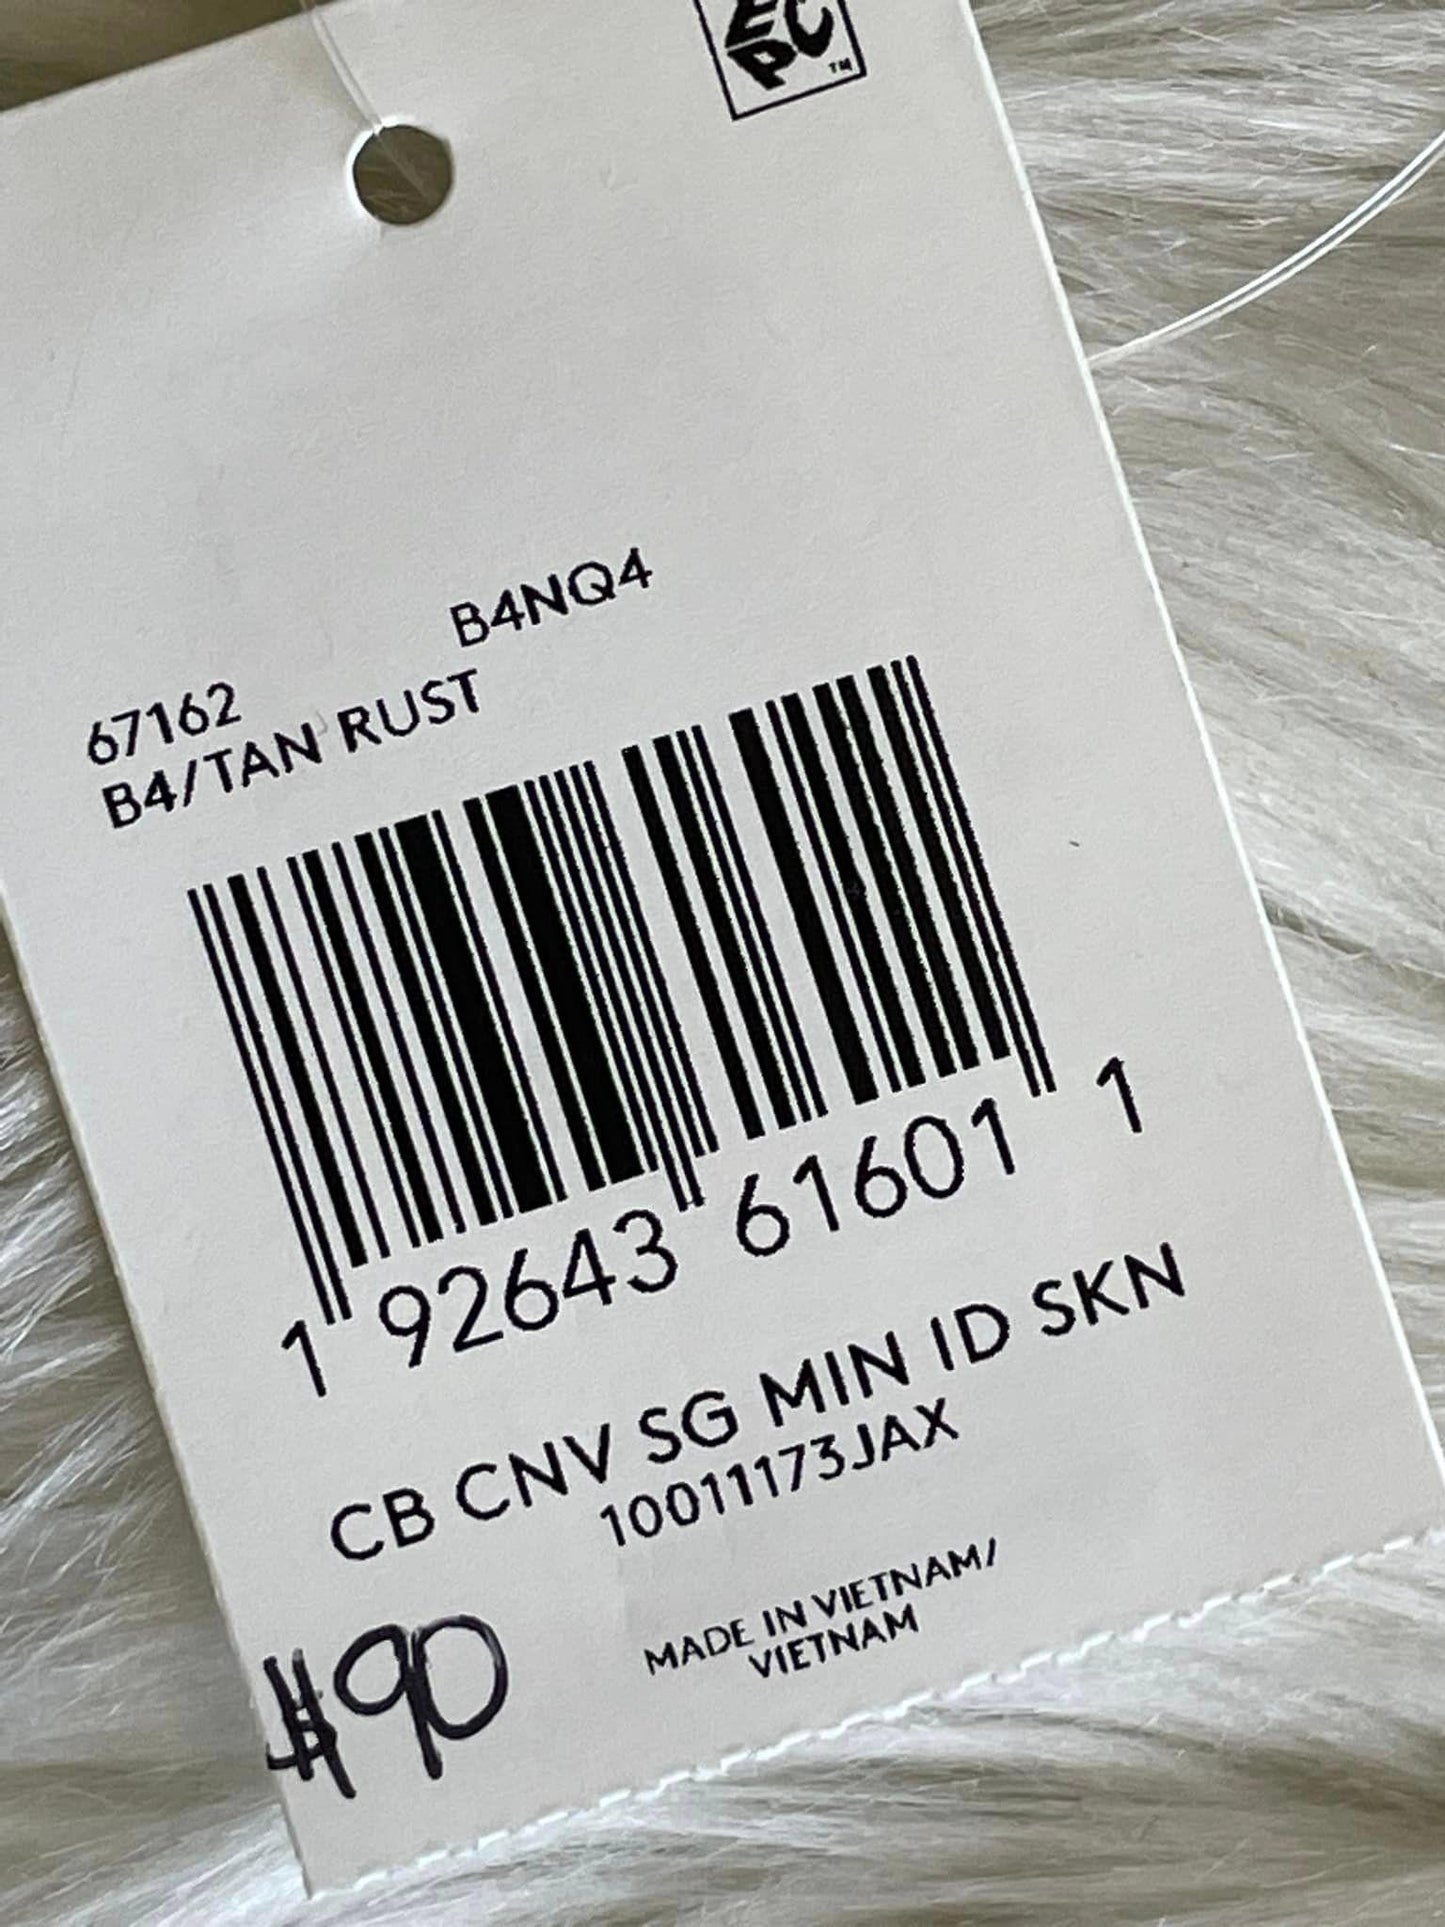 EPC
TM
B4NQ4
67162
B4/TAN RUST
1 92643 61601 1
CB CNV SG MIN ID SKN
10011173JAX
MADE IN VIETNAM/
VIETNAM
#90